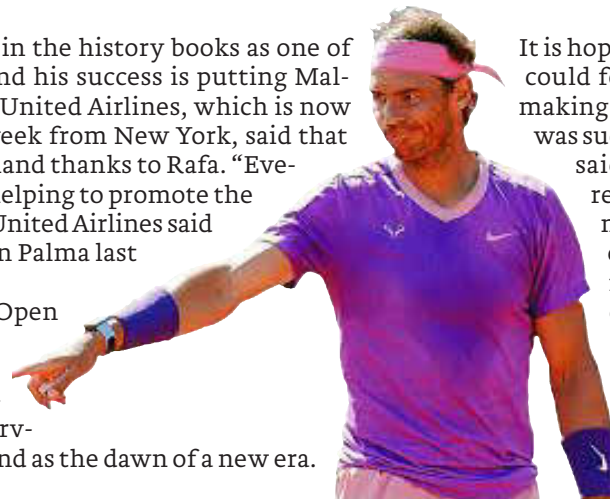 in the history books as one of
nd his success is putting Mal-
United Airlines, which is now
eek from New York, said that
and thanks to Rafa. “Eve-
elping to promote the
United Airlines said
n Palma last
Open
rv-
nd as the dawn of a new era.
It is hop
could fo
making
was su
said
re